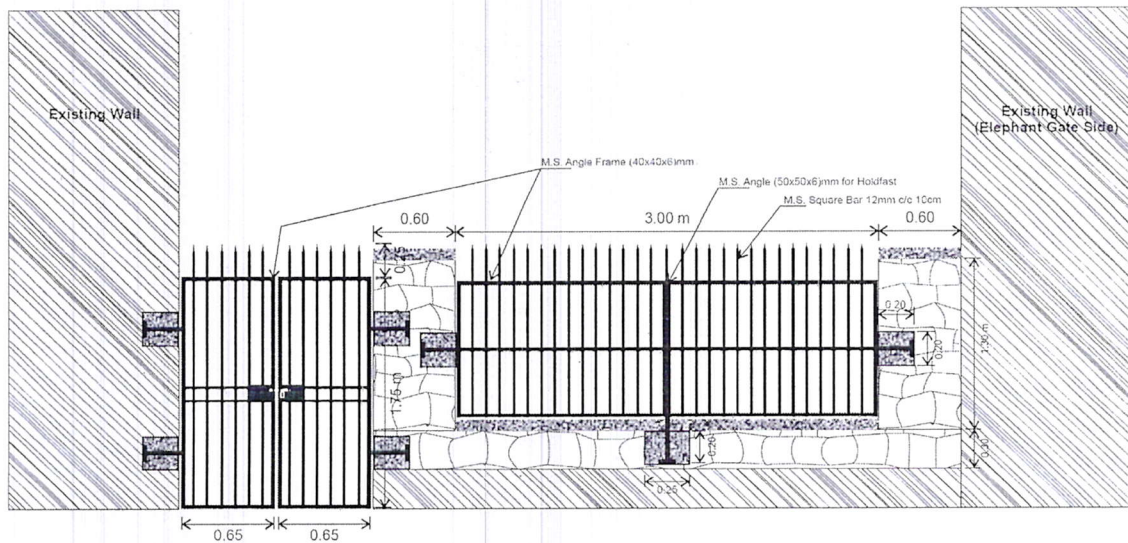 Existing Wall
Existing Wall
(Elephant Gate Side)
M.S. Angle Frame (40x40x6)mm
M.S. Angle (50x50x6)mm for Holdfast
M.S. Square Bar 12mm c/c 10cm
0.60
3.00 m
0.60
0.20
0.20
1.30 m
1.75 m
0.20
0.30
0.25
0.65
0.65